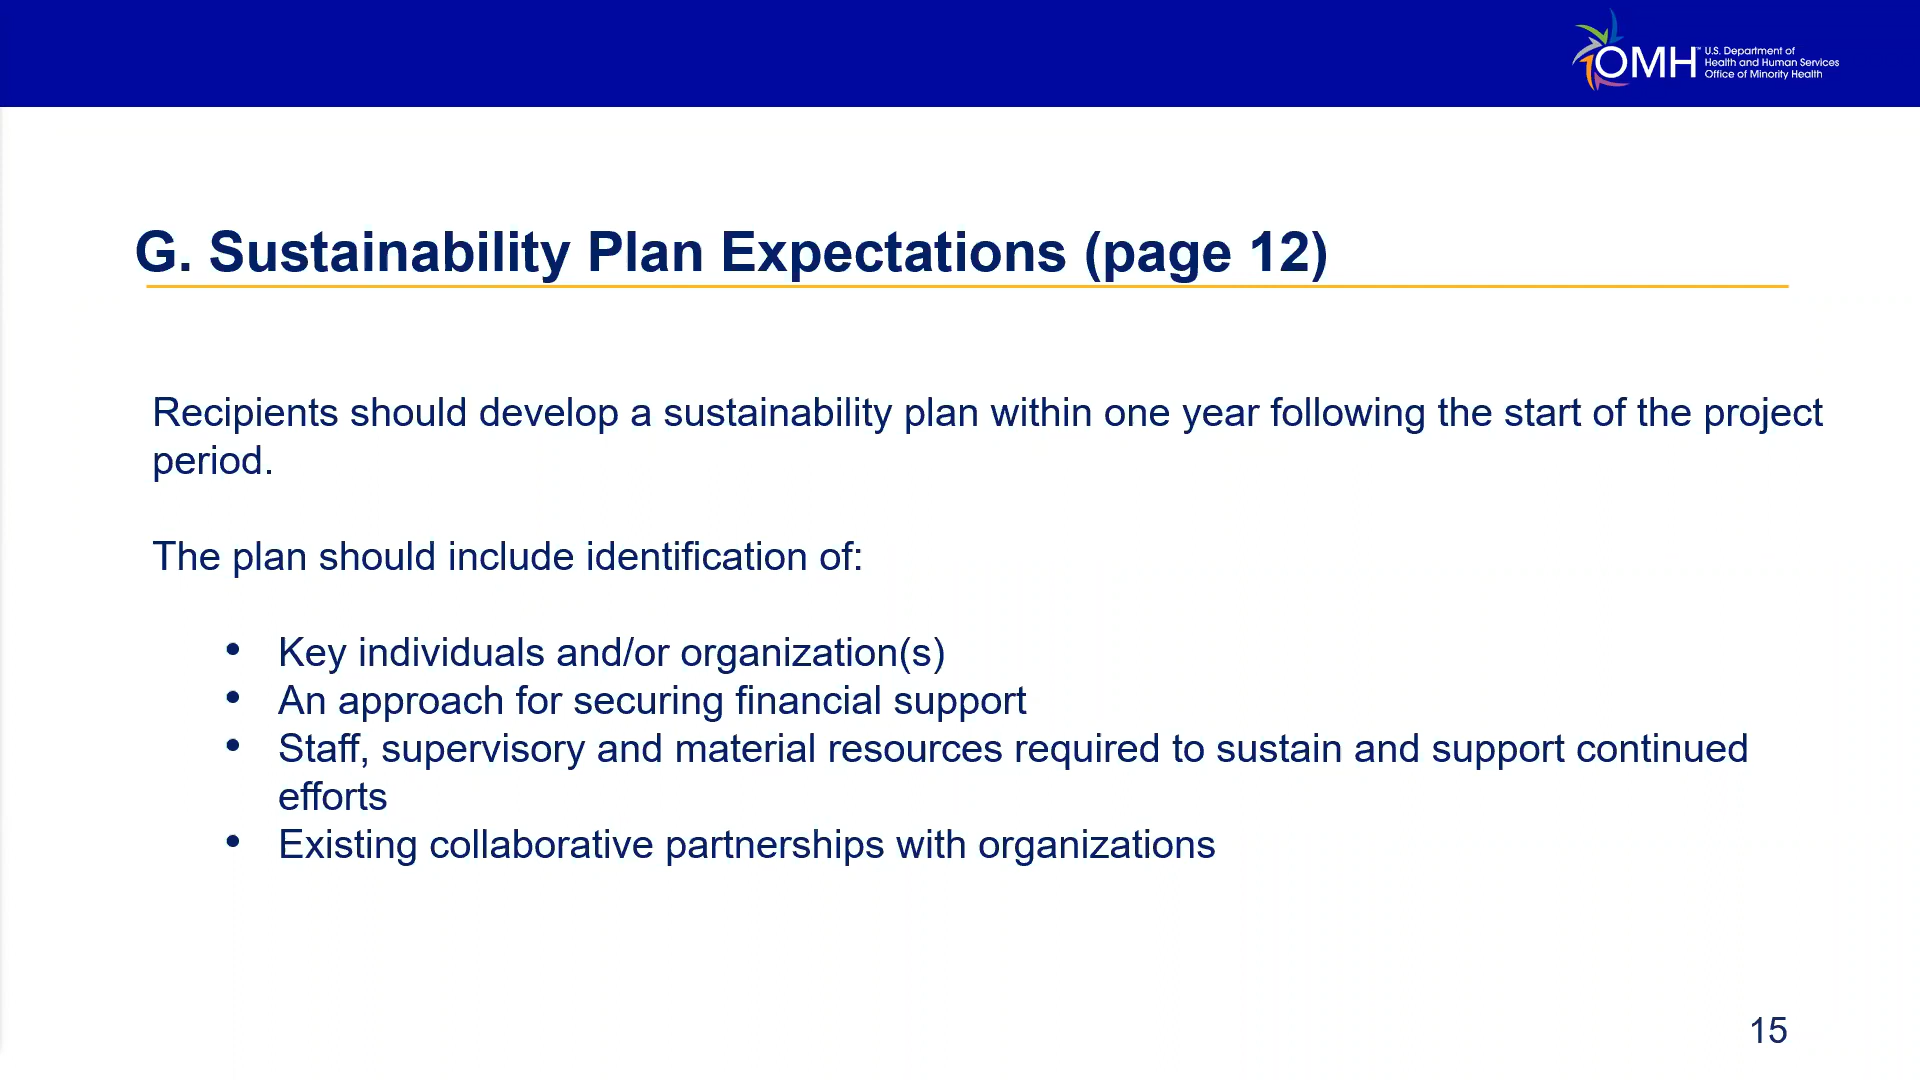 OMH™
U.S. Department of
Health and Human Services
Office of Minority Health
G. Sustainability Plan Expectations (page 12)
Recipients should develop a sustainability plan within one year following the start of the project
period.
The plan should include identification of:
• Key individuals and/or organization(s)
• An approach for securing financial support
• Staff, supervisory and material resources required to sustain and support continued
efforts
• Existing collaborative partnerships with organizations
15